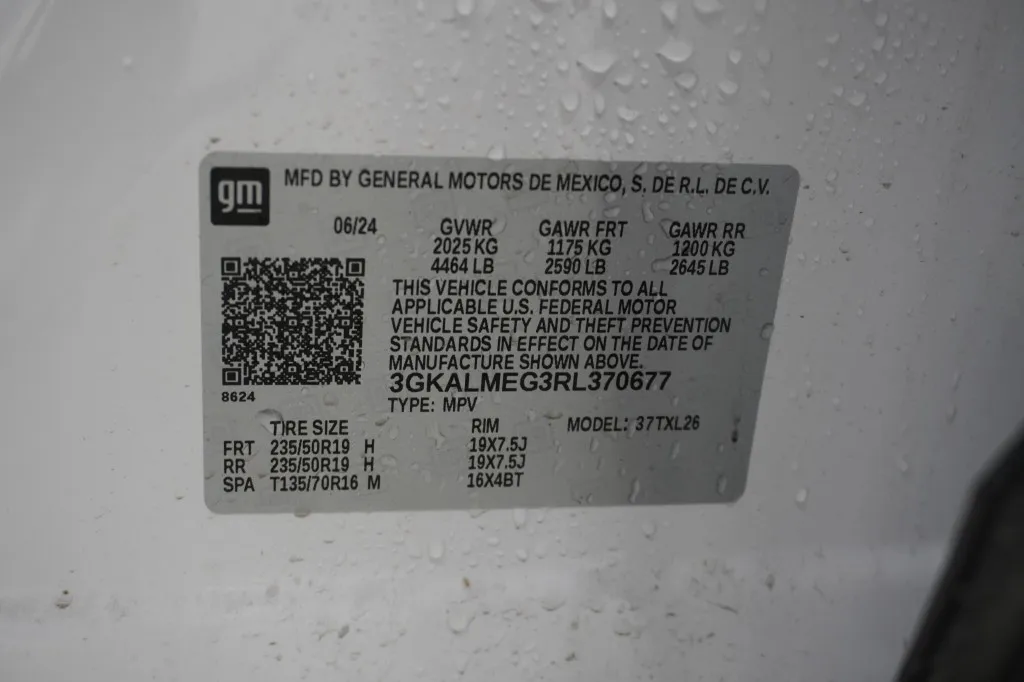 gm MFD BY GENERAL MOTORS DE MEXICO, S. DE R.L. DE C.V.
06/24 GVWR GAWR FRT GAWR RR
2025 KG 1175 KG 1200 KG
4464 LB 2590 LB 2645 LB
THIS VEHICLE CONFORMS TO ALL
APPLICABLE U.S. FEDERAL MOTOR
VEHICLE SAFETY AND THEFT PREVENTION
STANDARDS IN EFFECT ON THE DATE OF
MANUFACTURE SHOWN ABOVE.
3GKALMEG3RL370677
8624
TYPE: MPV
TIRE SIZE RIM MODEL: 37TXL26
FRT 235/50R19 H 19X7.5J
RR 235/50R19 H 19X7.5J
SPA T135/70R16 M 16X4BT